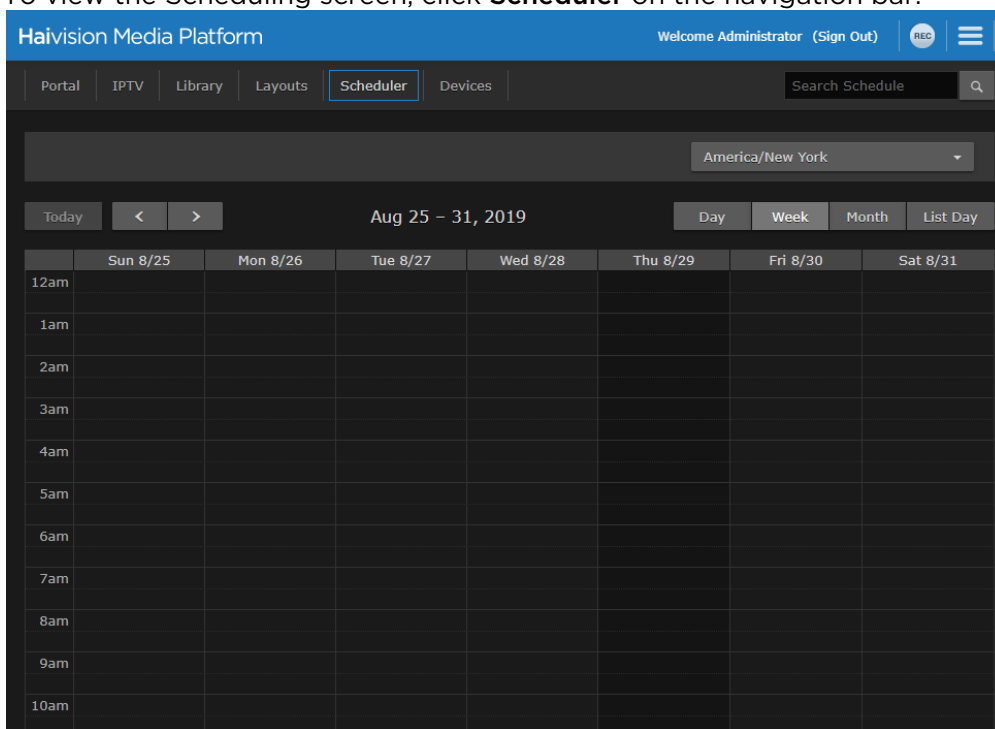 To view the Scheduling screen, click Scheduler on the navigation bar.
Haivision Media Platform Welcome Administrator (Sign Out) REC
Portal IPTV Library Layouts Scheduler Devices Search Schedule
America/New York
Today < > Aug 25 – 31, 2019 Day Week Month List Day
Sun 8/25 Mon 8/26 Tue 8/27 Wed 8/28 Thu 8/29 Fri 8/30 Sat 8/31
12am
1am
2am
3am
4am
5am
6am
7am
8am
9am
10am